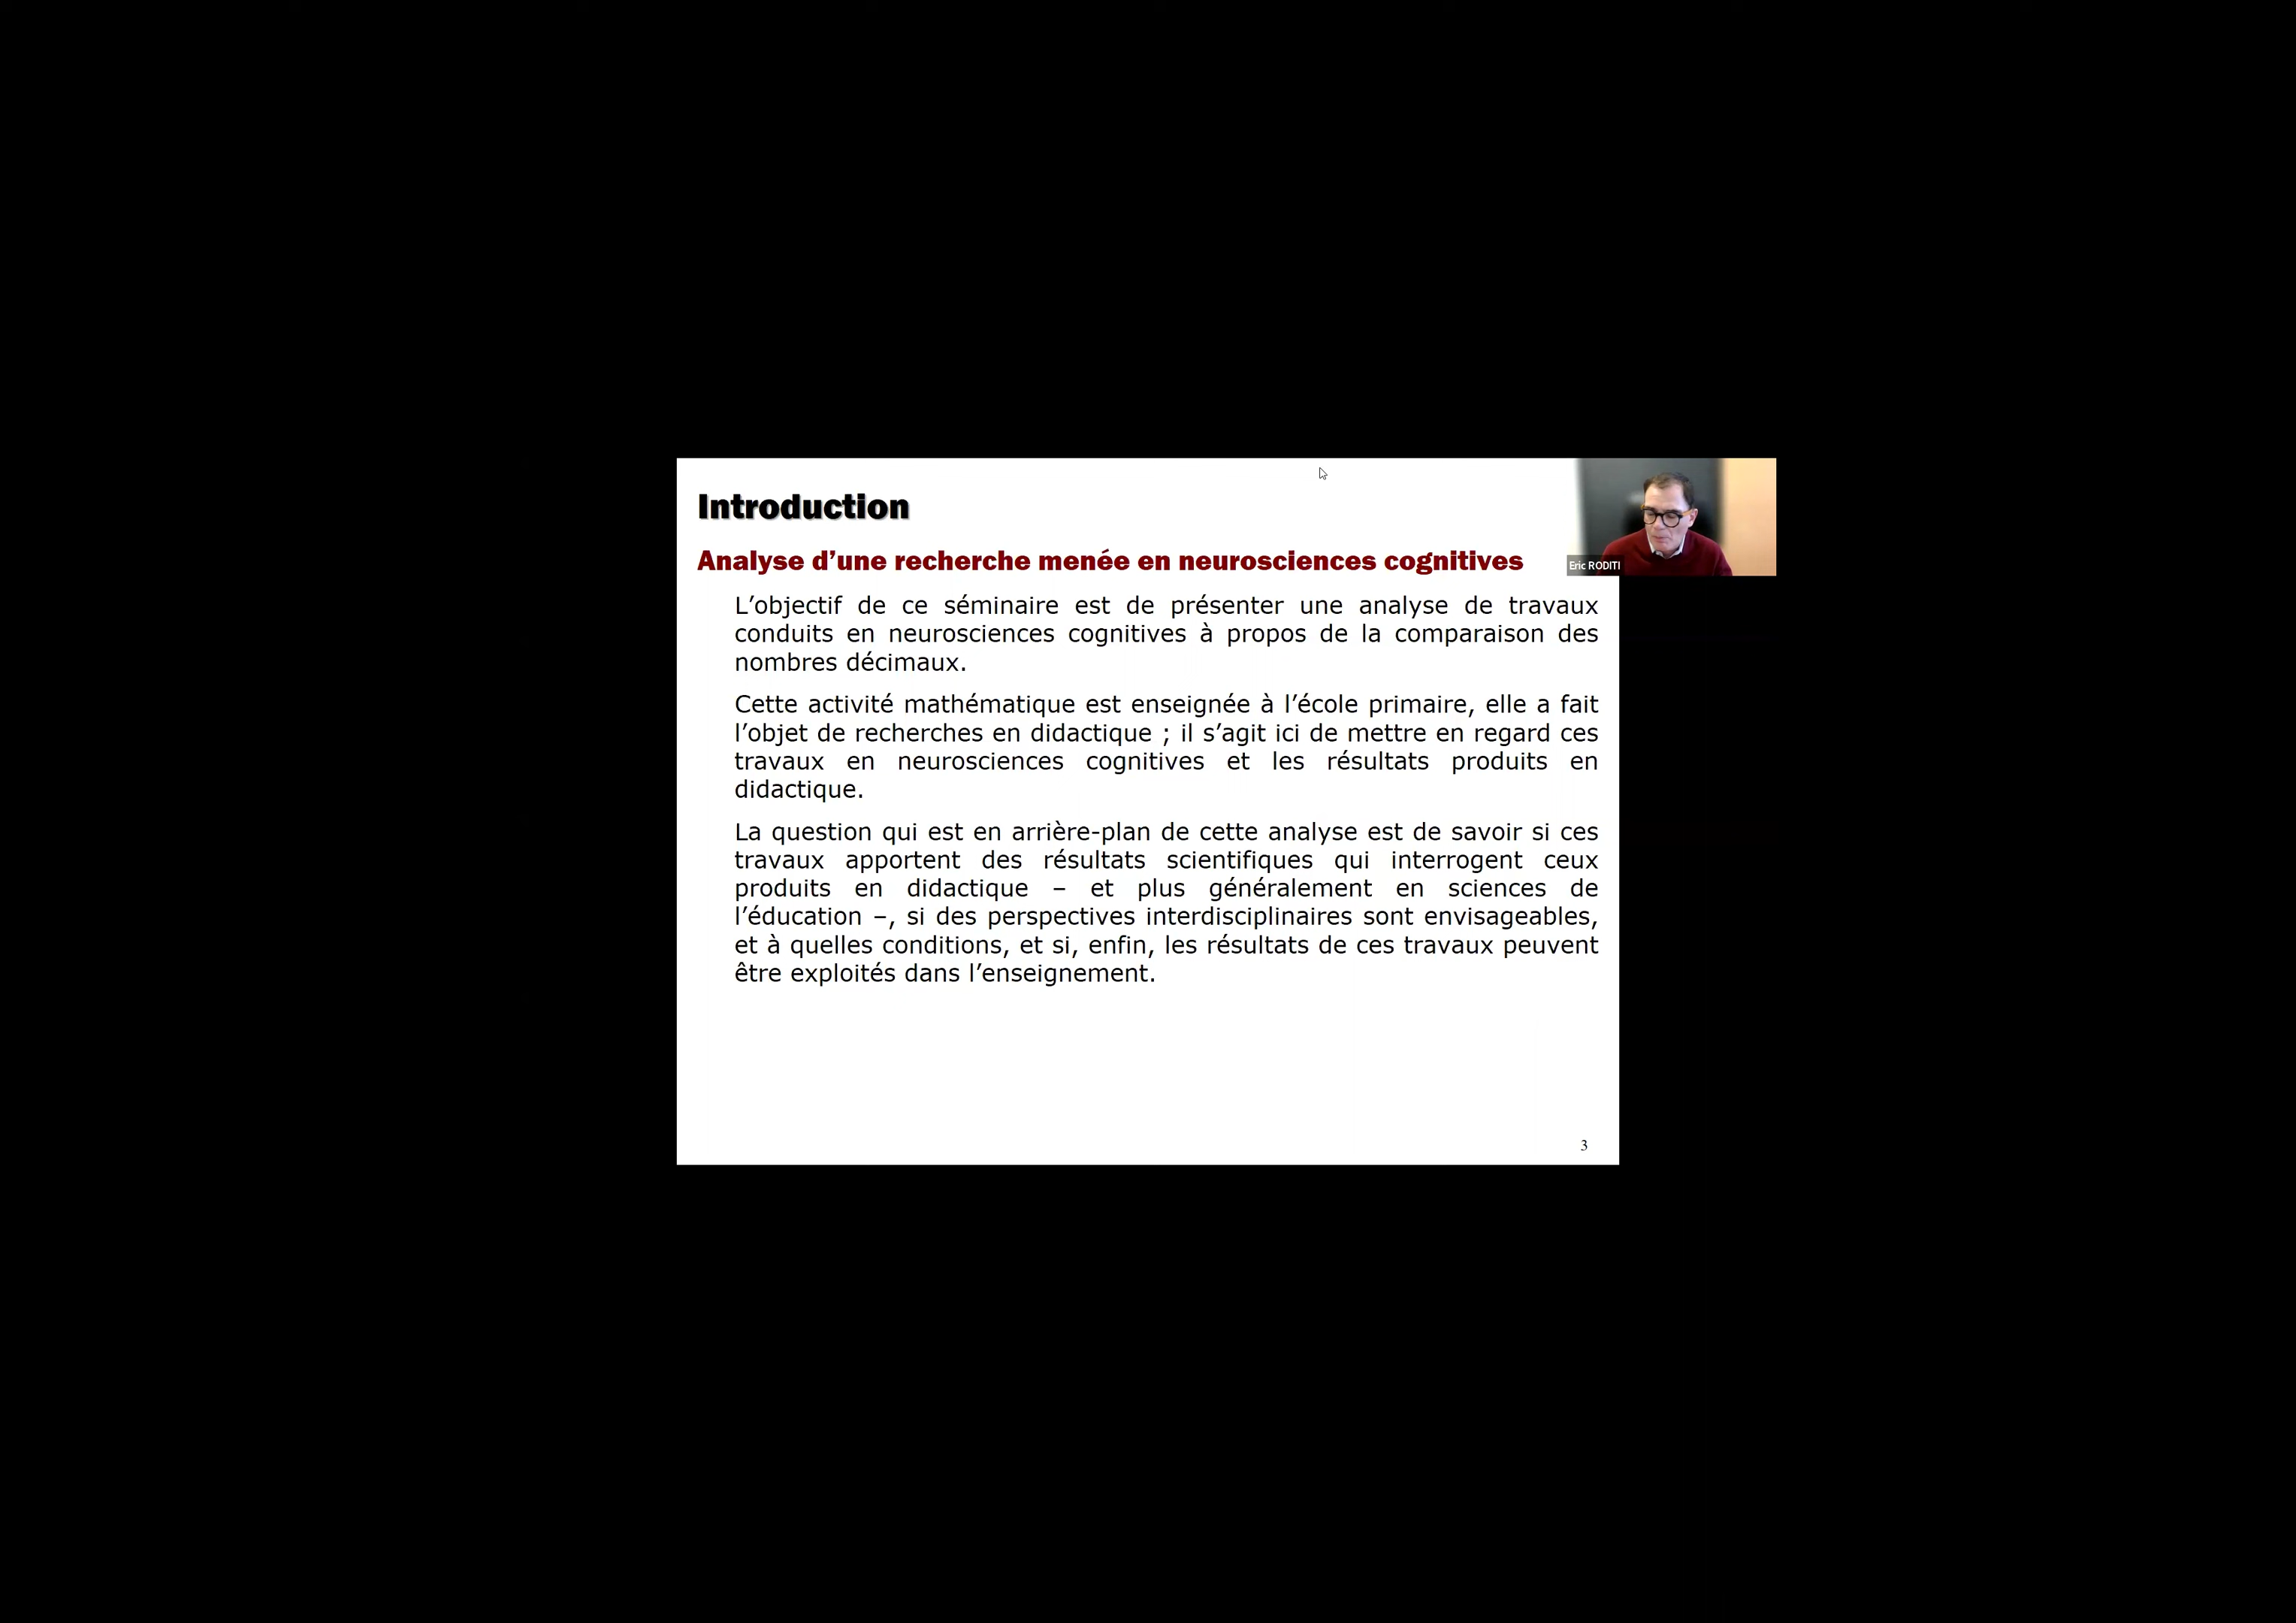 Introduction
Analyse d’une recherche menée en neurosciences cognitives
Eric RODITI
L’objectif de ce séminaire est de présenter une analyse de travaux
conduits en neurosciences cognitives à propos de la comparaison des
nombres décimaux.
Cette activité mathématique est enseignée à l’école primaire, elle a fait
l’objet de recherches en didactique ; il s’agit ici de mettre en regard ces
travaux en neurosciences cognitives et les résultats produits en
didactique.
La question qui est en arrière-plan de cette analyse est de savoir si ces
travaux apportent des résultats scientifiques qui interrogent ceux
produits en didactique – et plus généralement en sciences de
l’éducation –, si des perspectives interdisciplinaires sont envisageables,
et à quelles conditions, et si, enfin, les résultats de ces travaux peuvent
être exploités dans l’enseignement.
3